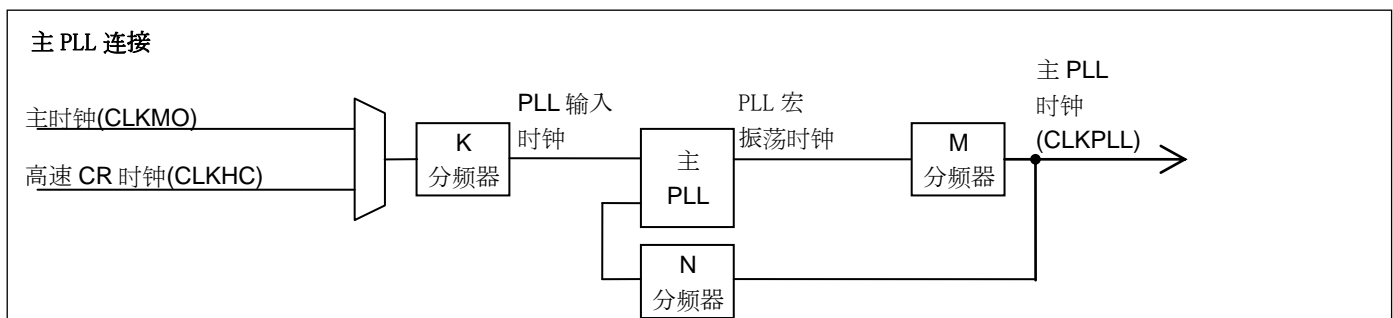 主 PLL 连接
主时钟(CLKMO)
高速 CR 时钟(CLKHC)
K
分频器
PLL 输入
时钟
主
PLL
N
分频器
PLL 宏
振荡时钟
M
分频器
主 PLL
时钟
(CLKPLL)